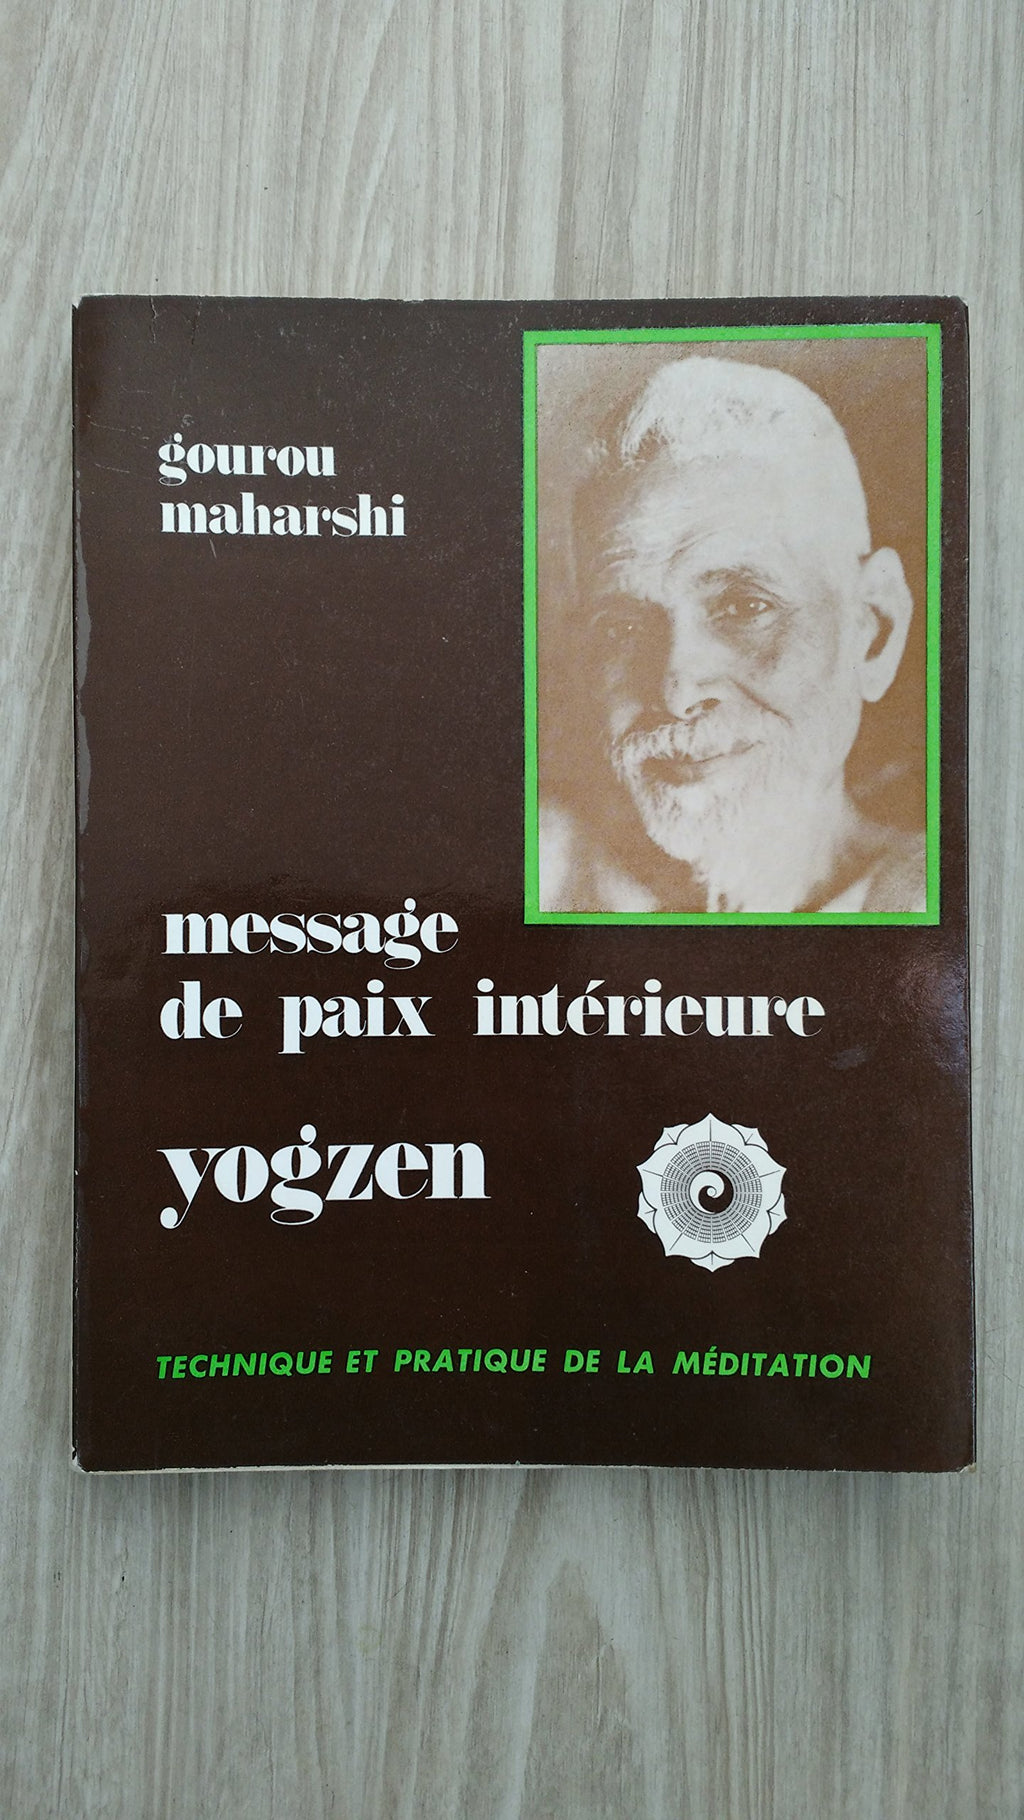 gourou
maharshi
message
de paix intérieure
yogzen
TECHNIQUE ET PRATIQUE DE LA MÉDITATION